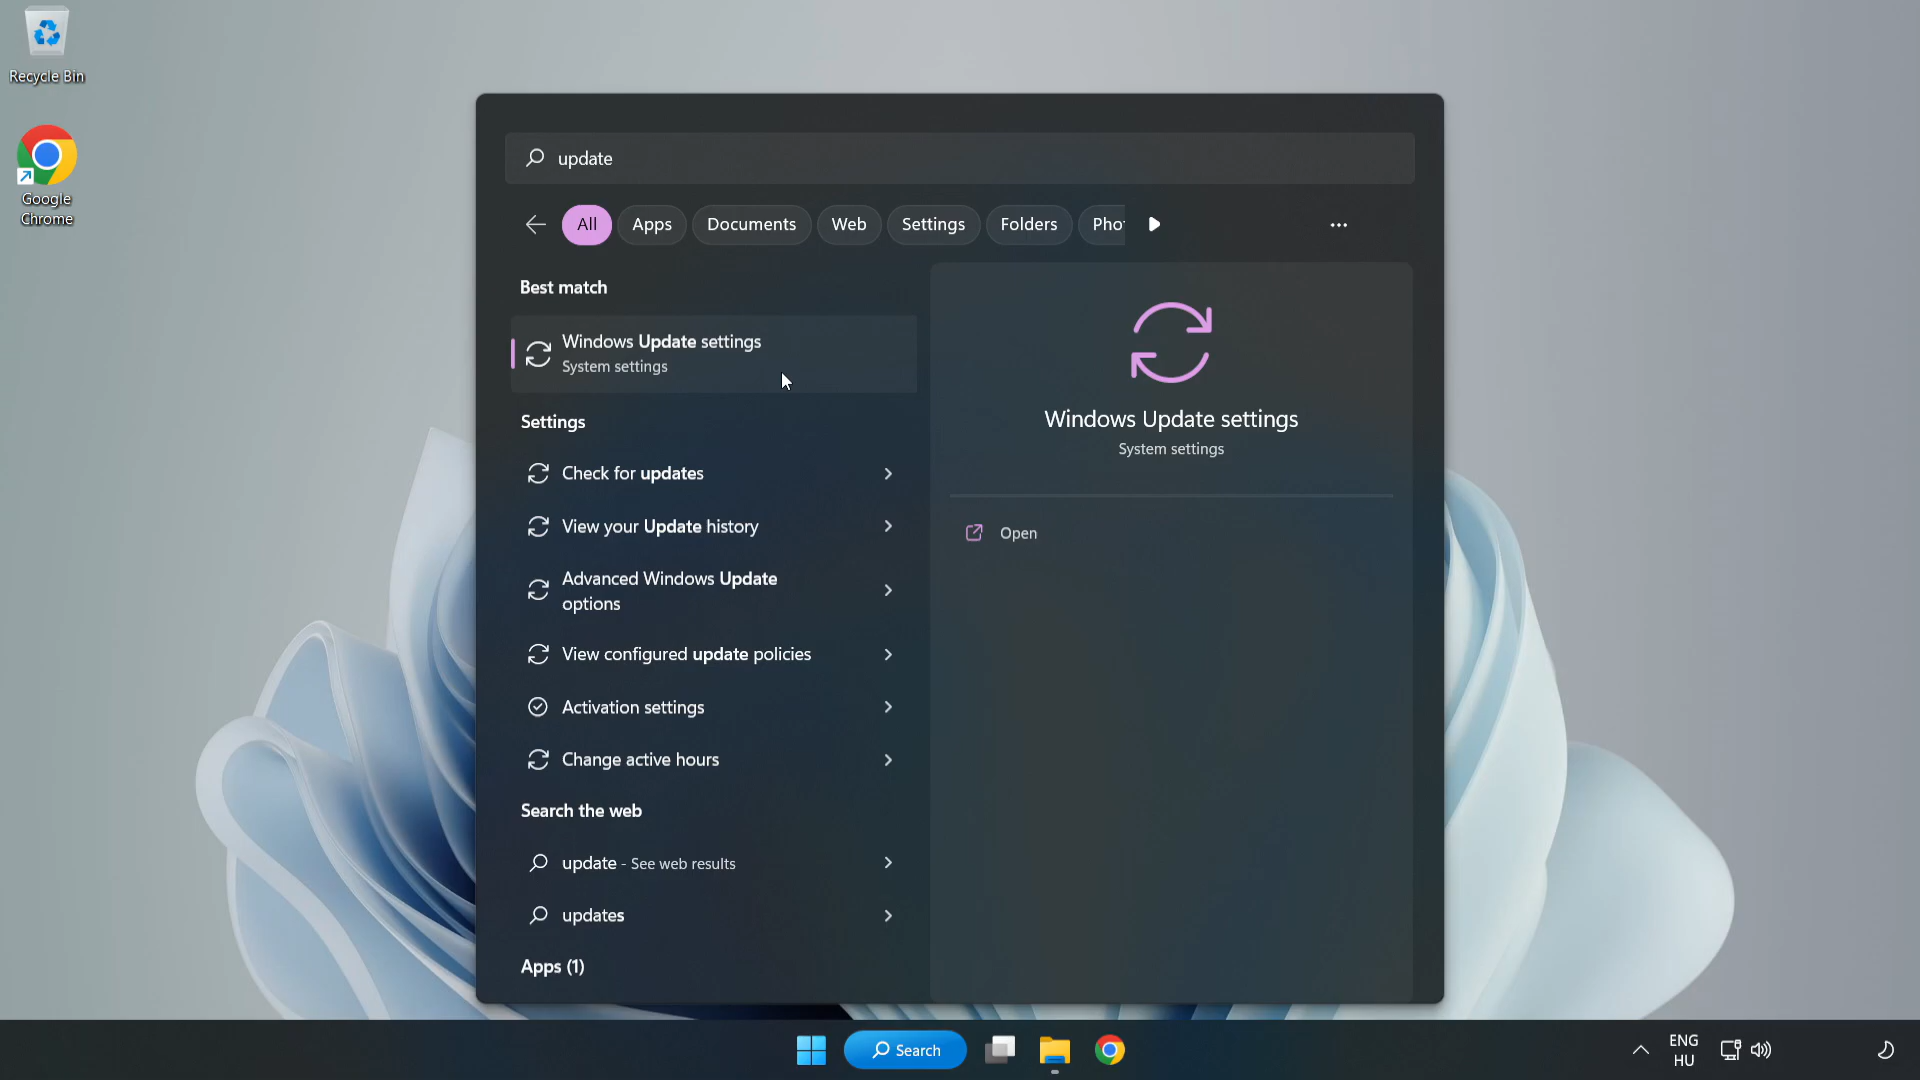 Recycle Bin
Google
Chrome
update
All
Apps
Documents
Web
Settings
Folders
Best match
Windows Update settings
System settings
Settings
Check for updates
View your Update history
Advanced Windows Update
options
View configured update policies
Activation settings
Change active hours
Search the web
update - See web results
updates
Apps (1)
Windows Update settings
System settings
Open
Search
ENG
HU